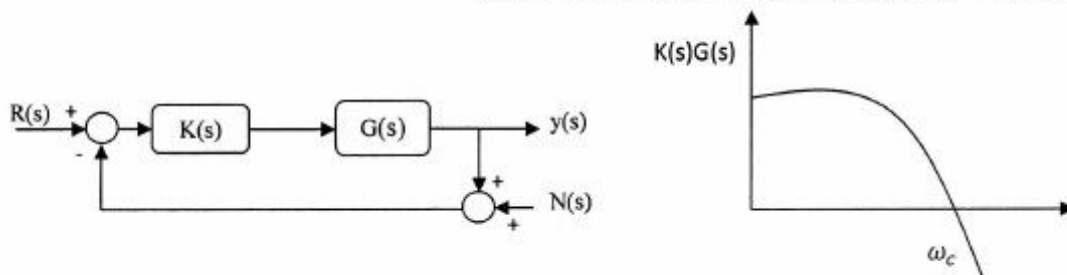 K(s)G(s)
R(s) +
K(s)
G(s)
y(s)
-
+
N(s)
+
ω_c